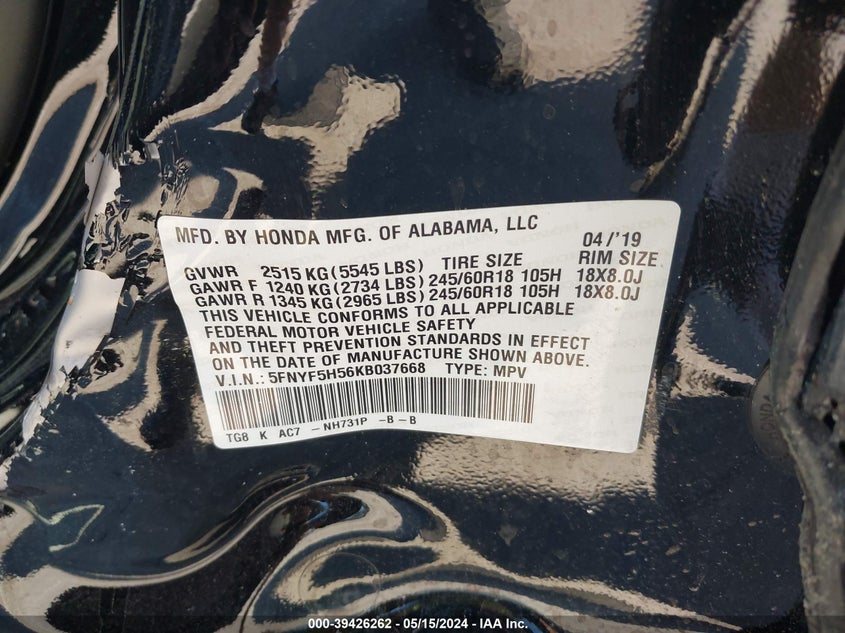 MFD. BY HONDA MFG. OF ALABAMA, LLC 04/'19
GVWR 2515 KG(5545 LBS) TIRE SIZE RIM SIZE
GAWR F 1240 KG(2734 LBS) 245/60R18 105H 18X8.0J
GAWR R 1345 KG(2965 LBS) 245/60R18 105H 18X8.0J
THIS VEHICLE CONFORMS TO ALL APPLICABLE
FEDERAL MOTOR VEHICLE SAFETY
AND THEFT PREVENTION STANDARDS IN EFFECT
ON THE DATE OF MANUFACTURE SHOWN ABOVE.
V.I.N.: 5FNYF5H56KB037668 TYPE: MPV
TG8 K AC7 -NH731P -B-B
HONDA
000-39426262 - 05/15/2024 - IAA Inc.